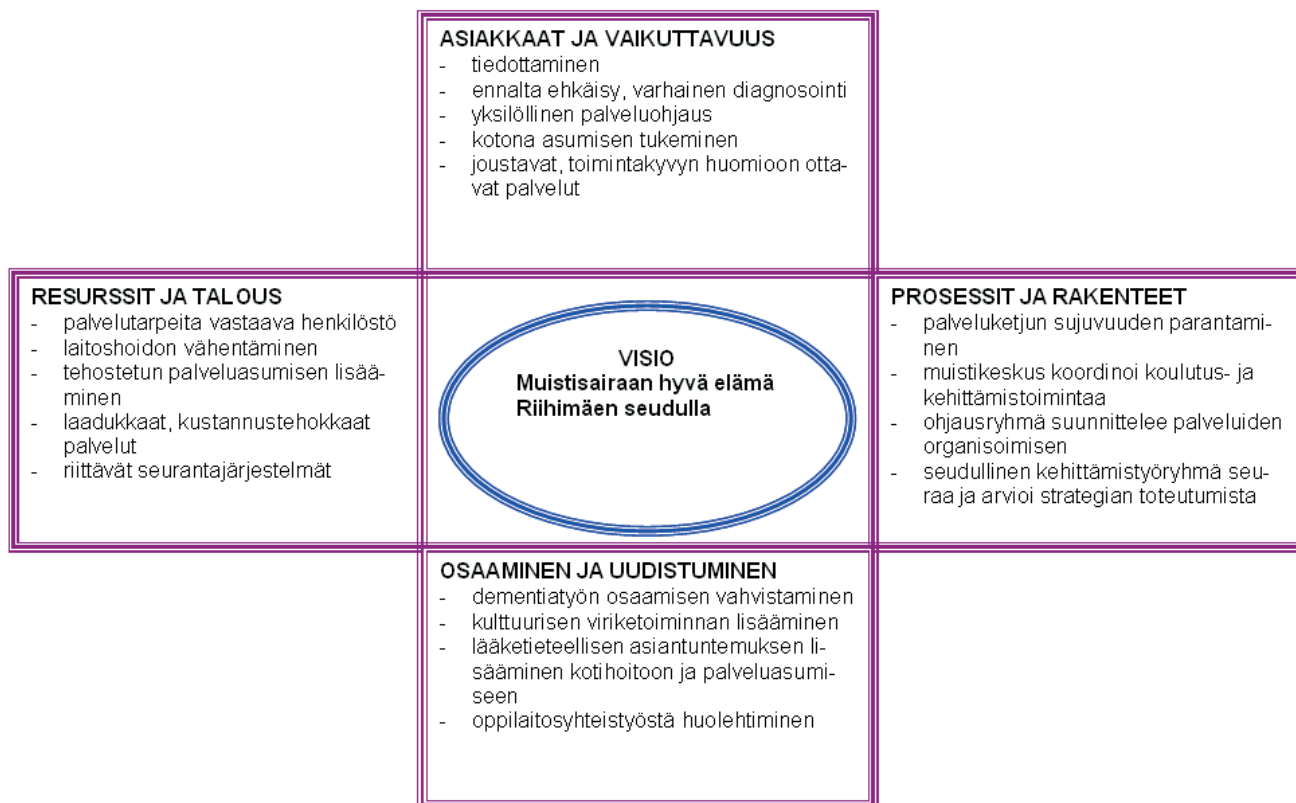 ASIAKKAAT JA VAIKUTTAVUUS
- tiedottaminen
- ennalta ehkäisy, varhainen diagnosointi
- yksilöllinen palveluohjaus
- kotona asumisen tukeminen
- joustavat, toimintakyvyn huomioon otta-
vat palvelut
RESURSSIT JA TALOUS
- palvelutarpeita vastaava henkilöstö
- laitoshoidon vähentäminen
- tehostetun palveluasumisen lisää-
minen
- laadukkaat, kustannustehokkaat
palvelut
- riittävät seurantajärjestelmät
VISIO
Muistisairaan hyvä elämä
Riihimäen seudulla
PROSESSIT JA RAKENTEET
- palveluketjun sujuvuuden parantami-
nen
- muistikeskus koordinoi koulutus- ja
kehittämistoimintaa
- ohjausryhmä suunnittelee palveluiden
organisoimisen
- seudullinen kehittämistyöryhmä seu-
raa ja arvioi strategian toteutumista
OSAAMINEN JA UUDISTUMINEN
- dementiatyön osaamisen vahvistaminen
- kulttuurisen viriketoiminnan lisääminen
- lääketieteellisen asiantuntemuksen li-
sääminen kotihoitoon ja palveluasumi-
seen
- oppilaitosyhteistyöstä huolehtiminen